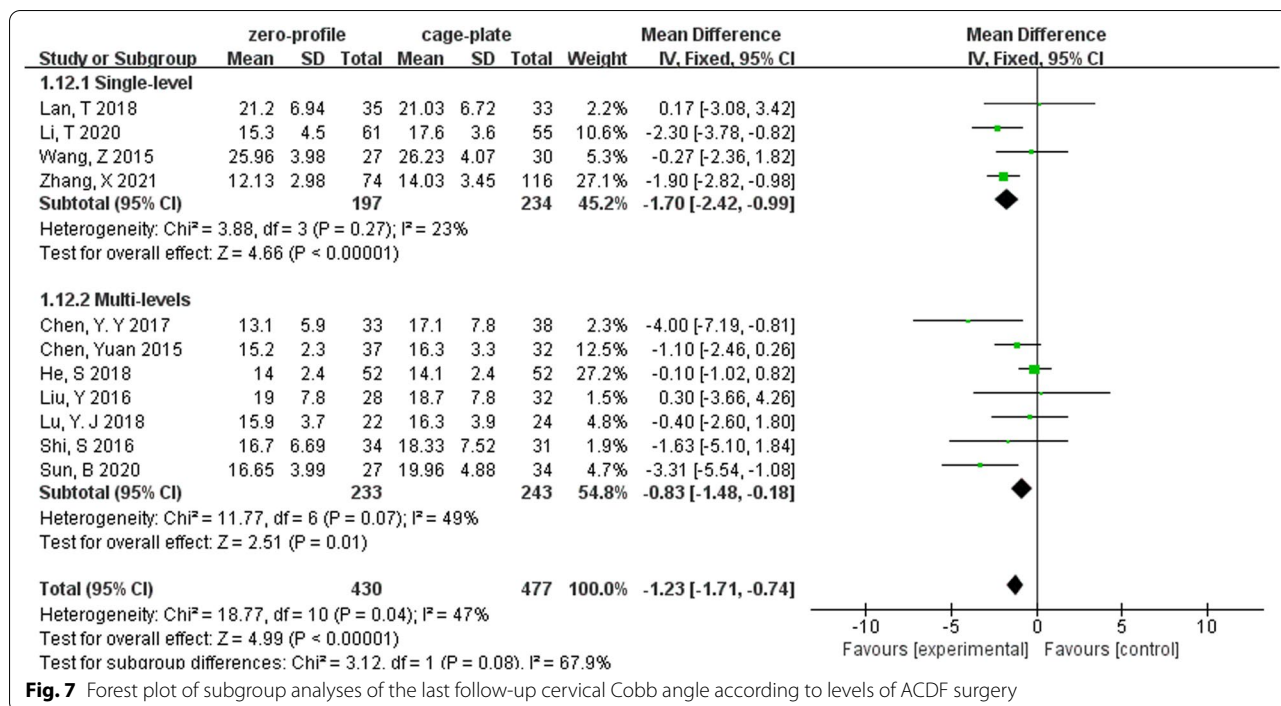 zero-profile cage-plate Mean Difference Mean Difference
Study or Subgroup Mean SD Total Mean SD Total Weight IV, Fixed, 95% CI IV, Fixed, 95% CI
1.12.1 Single-level
Lan, T 2018 21.2 6.94 35 21.03 6.72 33 2.2% 0.17 [-3.08, 3.42]
Li, T 2020 15.3 4.5 61 17.6 3.6 55 10.6% -2.30 [-3.78, -0.82]
Wang, Z 2015 25.96 3.98 27 26.23 4.07 30 5.3% -0.27 [-2.36, 1.82]
Zhang, X 2021 12.13 2.98 74 14.03 3.45 116 27.1% -1.90 [-2.82, -0.98]
Subtotal (95% CI) 197 234 45.2% -1.70 [-2.42, -0.99]
Heterogeneity: Chi² = 3.88, df = 3 (P = 0.27); I² = 23%
Test for overall effect: Z = 4.66 (P < 0.00001)
1.12.2 Multi-levels
Chen, Y. Y 2017 13.1 5.9 33 17.1 7.8 38 2.3% -4.00 [-7.19, -0.81]
Chen, Yuan 2015 15.2 2.3 37 16.3 3.3 32 12.5% -1.10 [-2.46, 0.26]
He, S 2018 14 2.4 52 14.1 2.4 52 27.2% -0.10 [-1.02, 0.82]
Liu, Y 2016 19 7.8 28 18.7 7.8 32 1.5% 0.30 [-3.66, 4.26]
Lu, Y. J 2018 15.9 3.7 22 16.3 3.9 24 4.8% -0.40 [-2.60, 1.80]
Shi, S 2016 16.7 6.69 34 18.33 7.52 31 1.9% -1.63 [-5.10, 1.84]
Sun, B 2020 16.65 3.99 27 19.96 4.88 34 4.7% -3.31 [-5.54, -1.08]
Subtotal (95% CI) 233 243 54.8% -0.83 [-1.48, -0.18]
Heterogeneity: Chi² = 11.77, df = 6 (P = 0.07); I² = 49%
Test for overall effect: Z = 2.51 (P = 0.01)
Total (95% CI) 430 477 100.0% -1.23 [-1.71, -0.74]
Heterogeneity: Chi² = 18.77, df = 10 (P = 0.04); I² = 47%
Test for overall effect: Z = 4.99 (P < 0.00001)
Test for subgroup differences: Chi² = 3.12, df = 1 (P = 0.08), I² = 67.9%
-10 -5 0 5 10
Favours [experimental] Favours [control]
Fig. 7 Forest plot of subgroup analyses of the last follow-up cervical Cobb angle according to levels of ACDF surgery